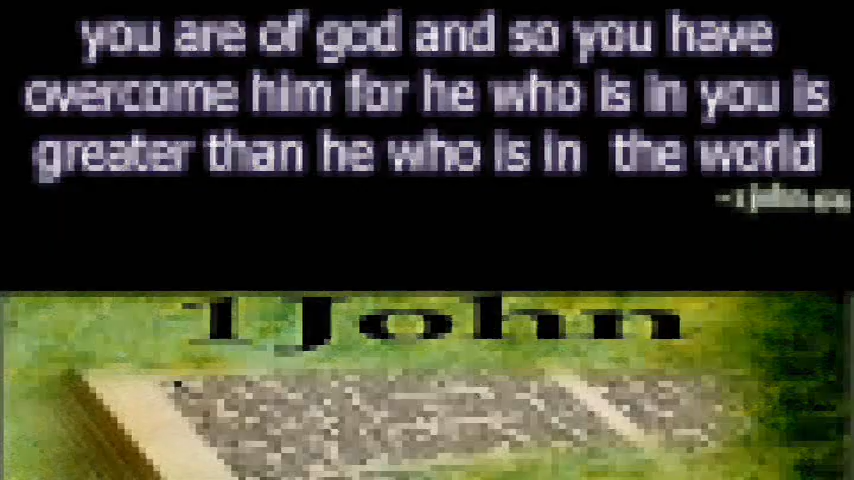 you are of god and so you have
overcome him for he who is in you is
greater than he who is in the world
1 John